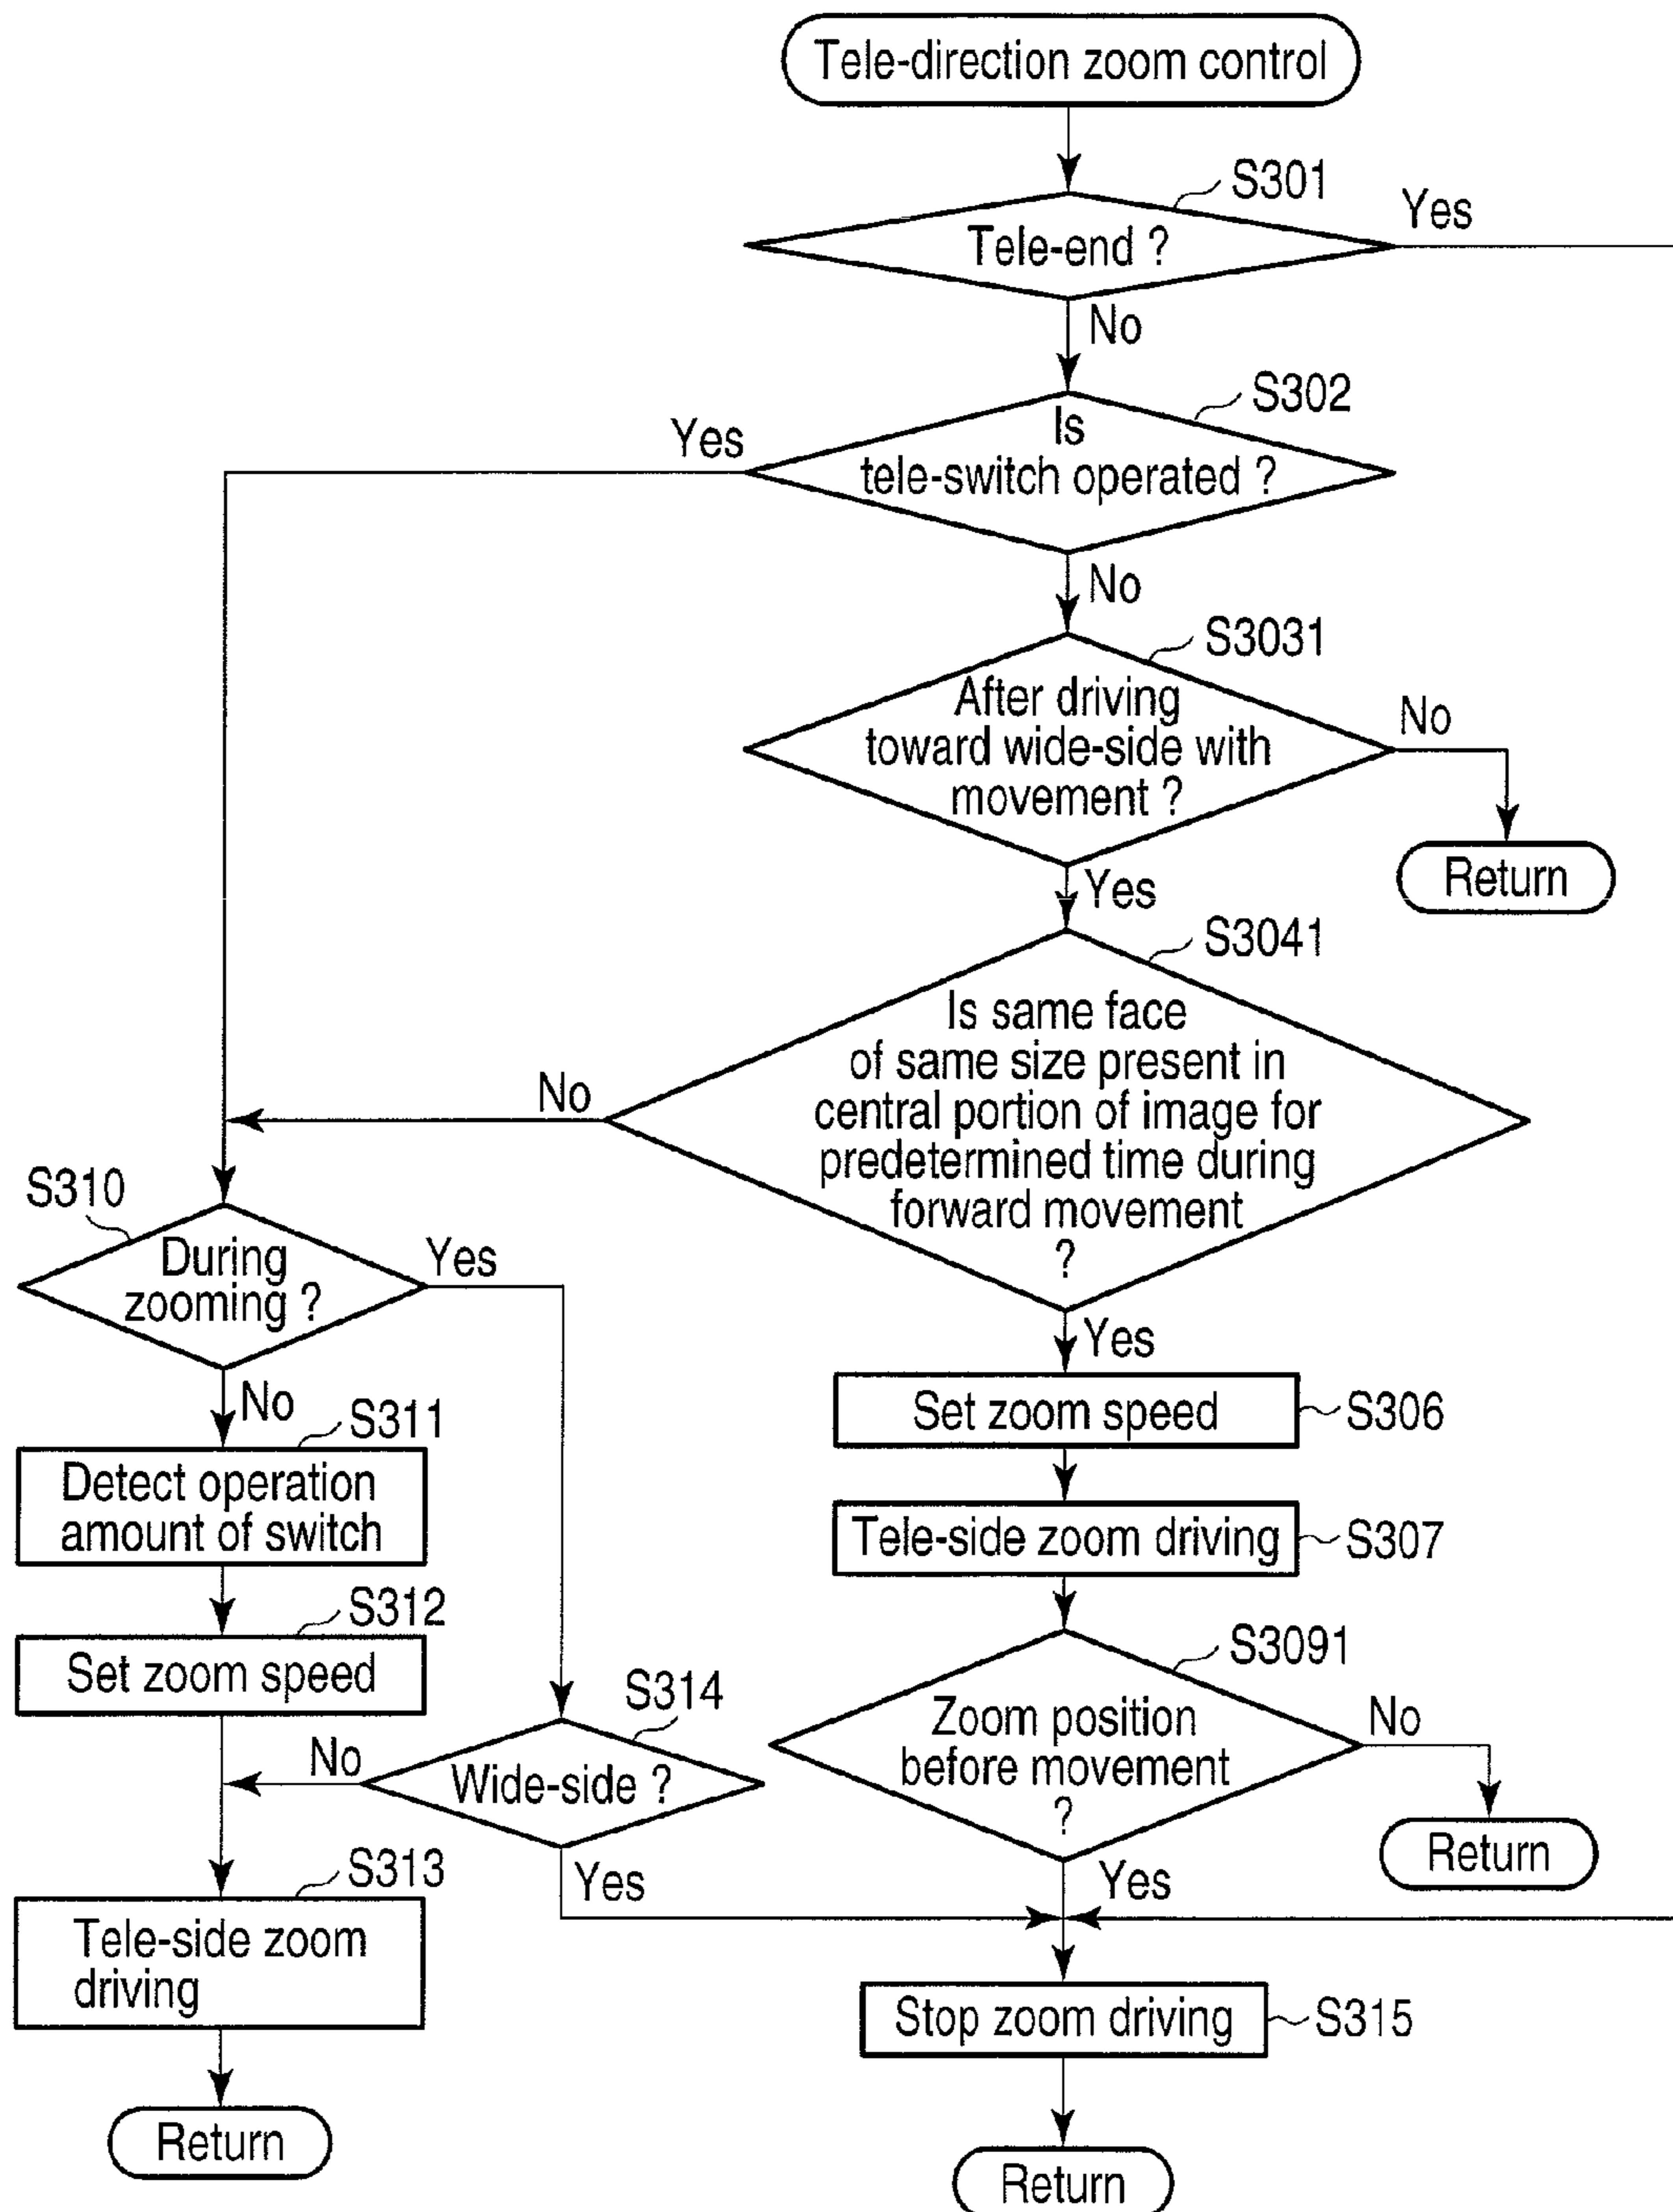 Tele-direction zoom control
S301
Tele-end ?
Yes
No
S302
Is
tele-switch operated ?
Yes
No
S3031
After driving
toward wide-side with
movement ?
No
Return
Yes
S3041
Is same face
of same size present in
central portion of image for
predetermined time during
forward movement
?
No
Yes
S310
During
zooming ?
Yes
No
S311
Detect operation
amount of switch
S312
Set zoom speed
S314
Wide-side ?
No
Yes
S313
Tele-side zoom
driving
Return
Set zoom speed
S306
Tele-side zoom driving
S307
S3091
Zoom position
before movement
?
No
Return
Yes
Stop zoom driving
S315
Return